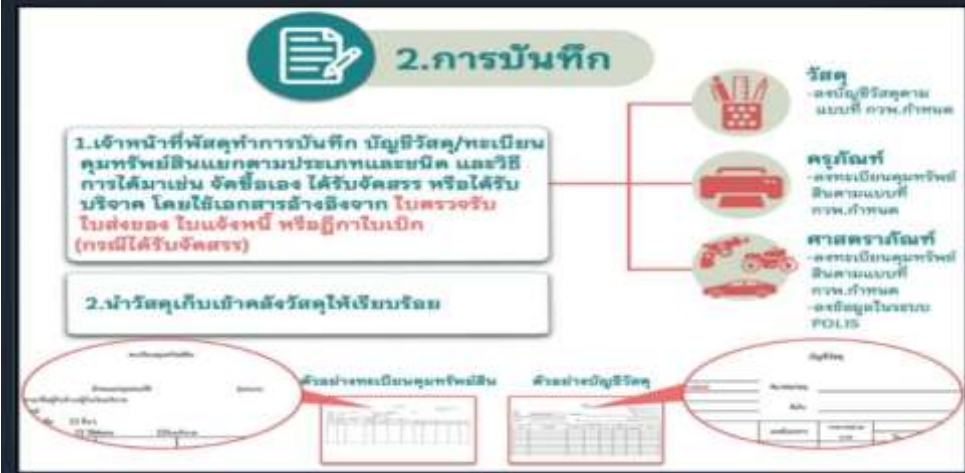 2.การบันทึก
1.เจ้าหน้าที่พัสดุทำการบันทึก บัญชีวัสดุ/ทะเบียน
คุมทรัพย์สินแยกตามประเภทและชนิด และวิธี
การได้มาเช่น จัดซื้อเอง ได้รับจัดสรร หรือได้รับ
บริจาค โดยใช้เอกสารอ้างอิงจาก ใบตรวจรับ
ใบส่งของ ใบแจ้งหนี้ หรือฎีกาใบเบิก
(กรณีได้รับจัดสรร)
2.นำวัสดุเก็บเข้าคลังวัสดุให้เรียบร้อย
วัสดุ
-ลงบัญชีวัสดุตาม
แบบที่ กวพ.กำหนด
ครุภัณฑ์
-ลงทะเบียนคุมทรัพย์
สินตามแบบที่
กวพ.กำหนด
ศาสตราภัณฑ์
-ลงทะเบียนคุมทรัพย์
สินตามแบบที่
กวพ.กำหนด
-ลงข้อมูลในระบบ
POLIS
ตัวอย่างทะเบียนคุมทรัพย์สิน
ตัวอย่างบัญชีวัสดุ
ทะเบียนคุมทรัพย์สิน
บัญชีวัสดุ